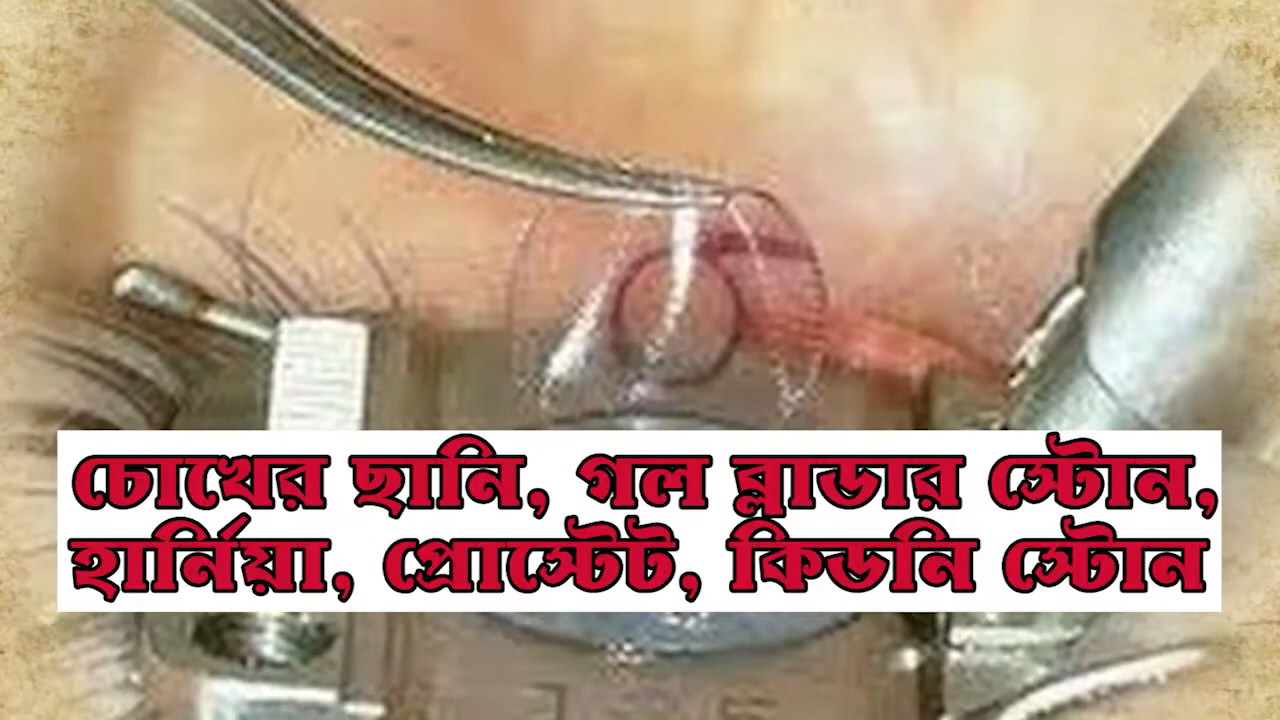 চোখের ছানি, গল ব্লাডার স্টোন,
হার্নিয়া, প্রোস্টেট, কিডনি স্টোন